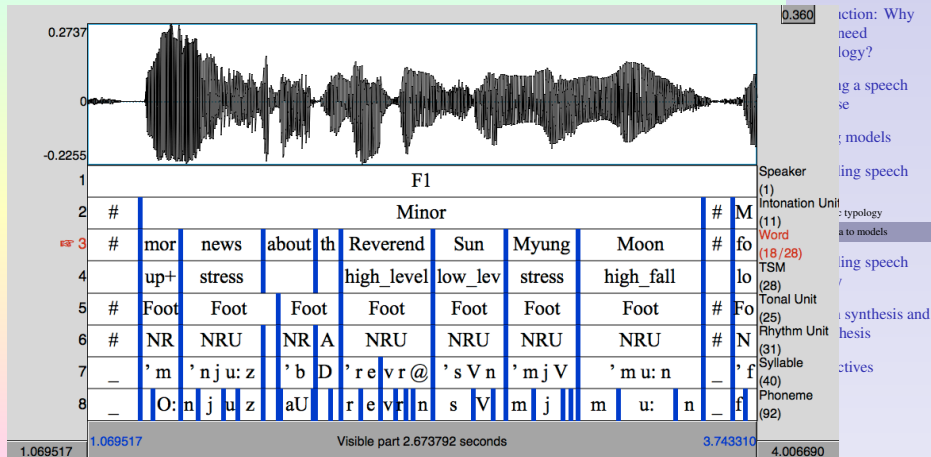 0.360
0.2737
0
-0.2255
1 F1 Speaker (1)
2 # Minor # M Intonation Unit (11)
☞ 3 # mor news about th Reverend Sun Myung Moon # fo Word (18/28)
4 up+ stress high_level low_lev stress high_fall lo TSM (28)
5 # Foot Foot Foot Foot Foot Foot Foot # Fo Tonal Unit (25)
6 # NR NRU NR A NRU NRU NRU NRU # N Rhythm Unit (31)
7 _ ' m ' n j u: z ' b D ' r e v r @ ' s V n ' m j V ' m u: n _ ' f Syllable (40)
8 _ O: n j u z aU r e v r n s V m j m u: n _ f Phoneme (92)
1.069517 Visible part 2.673792 seconds 3.743310
1.069517 4.006690
uction: Why
need
logy?
ng a speech
se
g models
ling speech
c typology
a to models
ling speech
y
n synthesis and
hesis
ctives